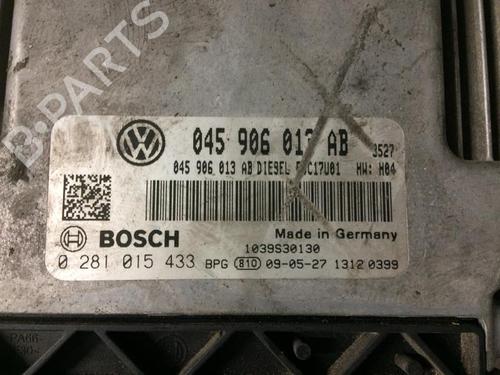 B-PARTS
045 906 013 AB 3527
045 906 013 AB DIESEL EDC17U01 HW: H04
BOSCH
Made in Germany
1039S30130
0 281 015 433 BPG 810 09-05-27 1312 0399
PA66-